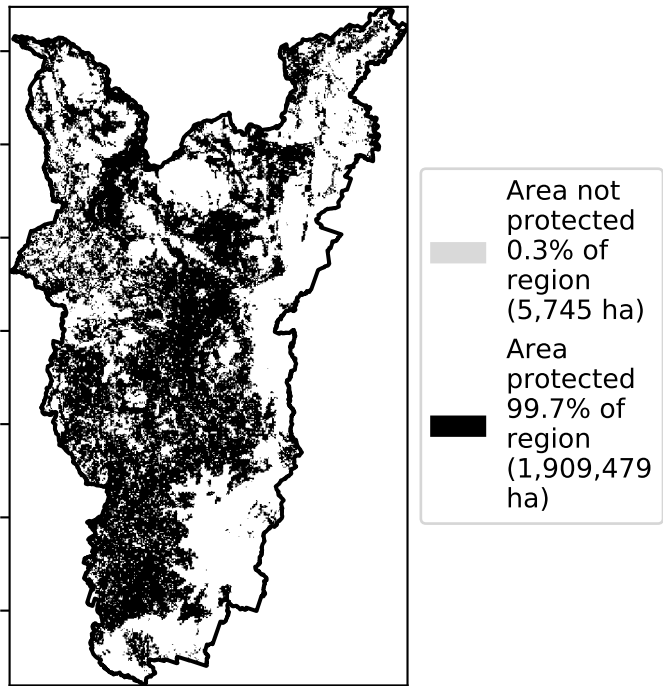 Area not
protected
0.3% of
region
(5,745 ha)
Area
protected
99.7% of
region
(1,909,479
ha)